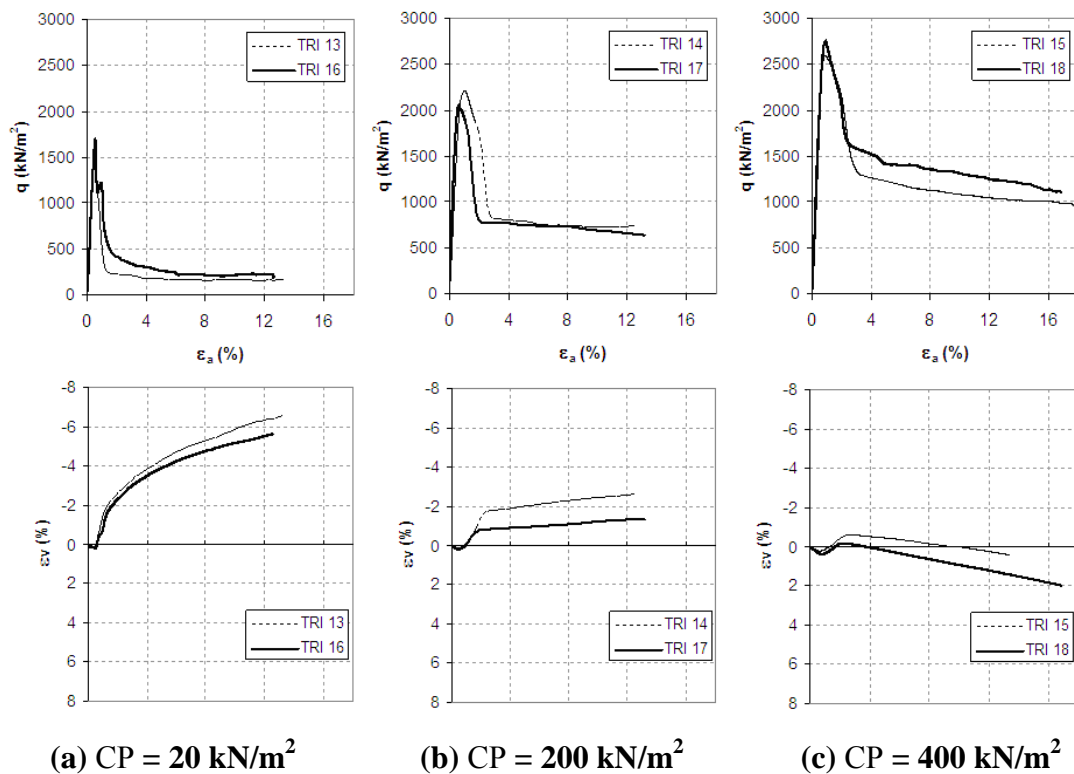 3000
2500
2000
1500
1000
500
0
q (kN/m²)
TRI 13
TRI 16
0 4 8 12 16
εa (%)
3000
2500
2000
1500
1000
500
0
q (kN/m²)
TRI 14
TRI 17
0 4 8 12 16
εa (%)
3000
2500
2000
1500
1000
500
0
q (kN/m²)
TRI 15
TRI 18
0 4 8 12 16
εa (%)
-8
-6
-4
-2
0
2
4
6
8
εv (%)
TRI 13
TRI 16
-8
-6
-4
-2
0
2
4
6
8
εv (%)
TRI 14
TRI 17
-8
-6
-4
-2
0
2
4
6
8
εv (%)
TRI 15
TRI 18
(a) CP = 20 kN/m²
(b) CP = 200 kN/m²
(c) CP = 400 kN/m²